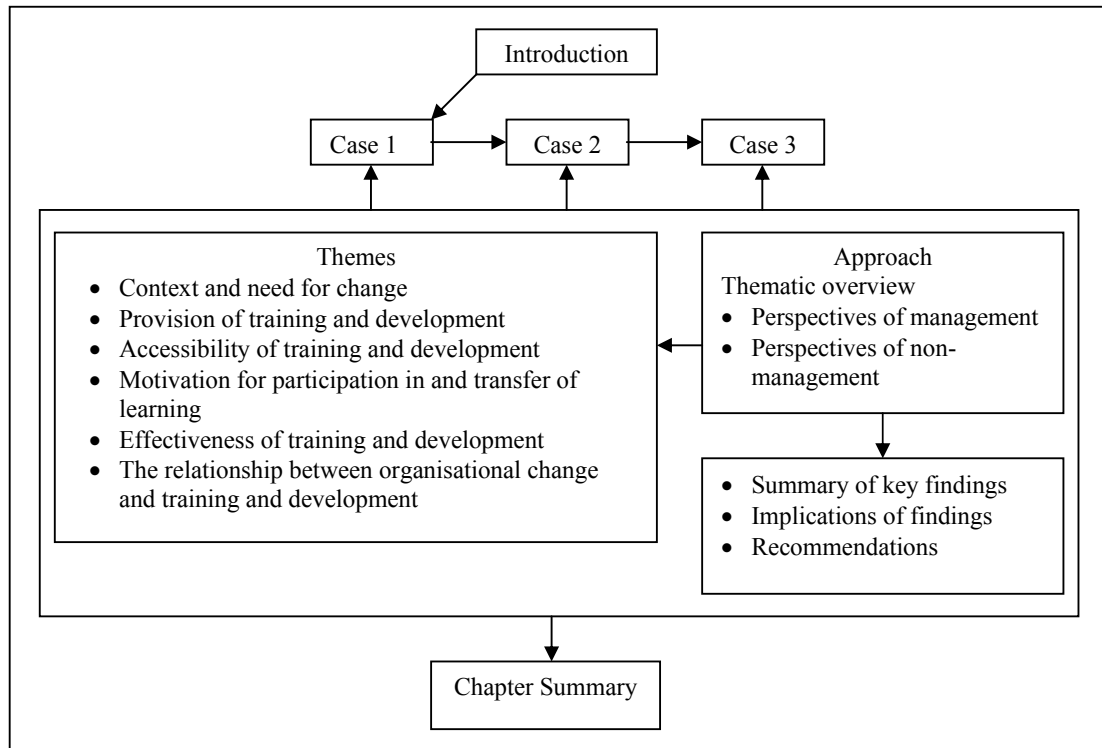 Introduction
Case 1
Case 2
Case 3
Themes
• Context and need for change
• Provision of training and development
• Accessibility of training and development
• Motivation for participation in and transfer of
learning
• Effectiveness of training and development
• The relationship between organisational change
and training and development
Approach
Thematic overview
• Perspectives of management
• Perspectives of non-
management
• Summary of key findings
• Implications of findings
• Recommendations
Chapter Summary